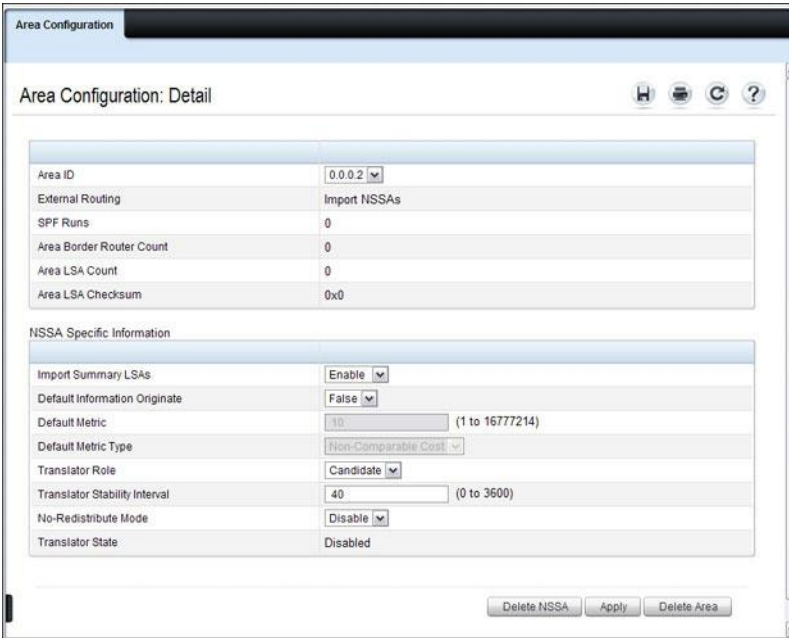 Area Configuration
Area Configuration: Detail
Area ID 0.0.0.2
External Routing Import NSSAs
SPF Runs 0
Area Border Router Count 0
Area LSA Count 0
Area LSA Checksum 0x0
NSSA Specific Information
Import Summary LSAs Enable
Default Information Originate False
Default Metric 10 (1 to 16777214)
Default Metric Type Non-Comparable Cost
Translator Role Candidate
Translator Stability Interval 40 (0 to 3600)
No-Redistribute Mode Disable
Translator State Disabled
Delete NSSA Apply Delete Area